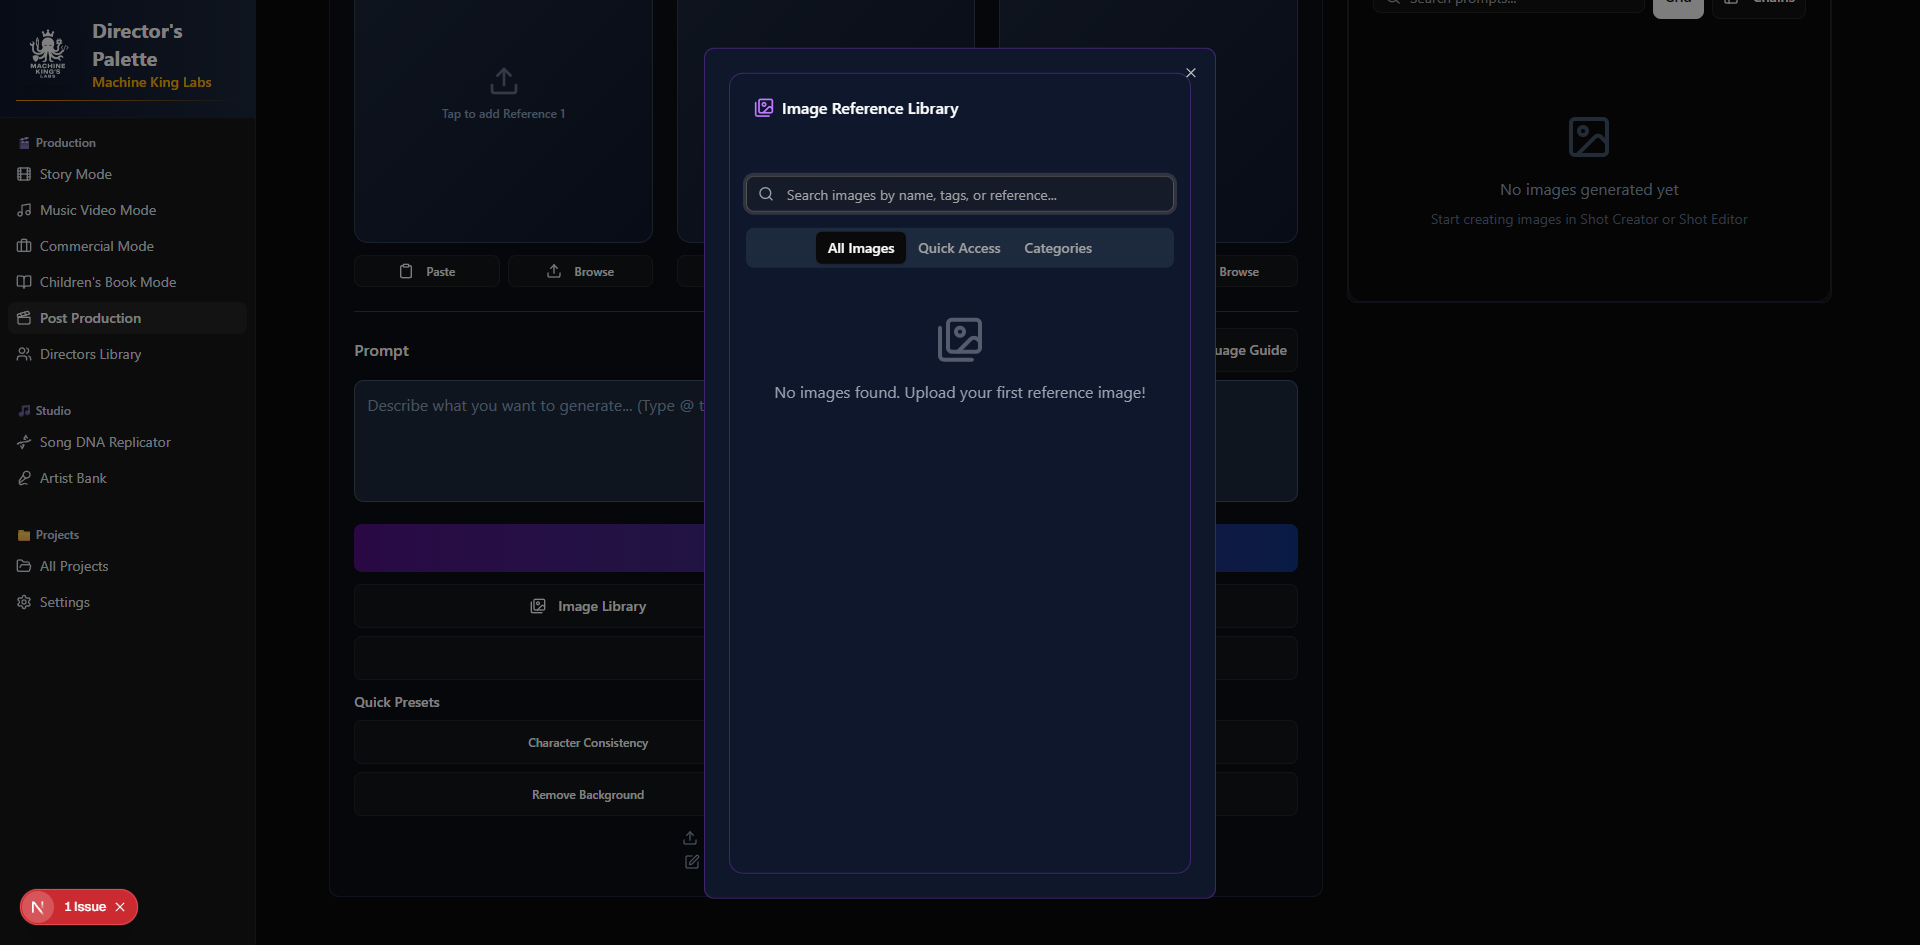 Director's
Palette
Machine King Labs
MACHINE
KING'S
LABS
Production
Story Mode
Music Video Mode
Commercial Mode
Children's Book Mode
Post Production
Directors Library
Studio
Song DNA Replicator
Artist Bank
Projects
All Projects
Settings
1 Issue
Tap to add Reference 1
Paste
Browse
Browse
Prompt
uage Guide
Describe what you want to generate... (Type @ t
Image Library
Quick Presets
Character Consistency
Remove Background
Image Reference Library
Search images by name, tags, or reference...
All Images
Quick Access
Categories
No images found. Upload your first reference image!
Search prompts...
Grid
Chains
No images generated yet
Start creating images in Shot Creator or Shot Editor